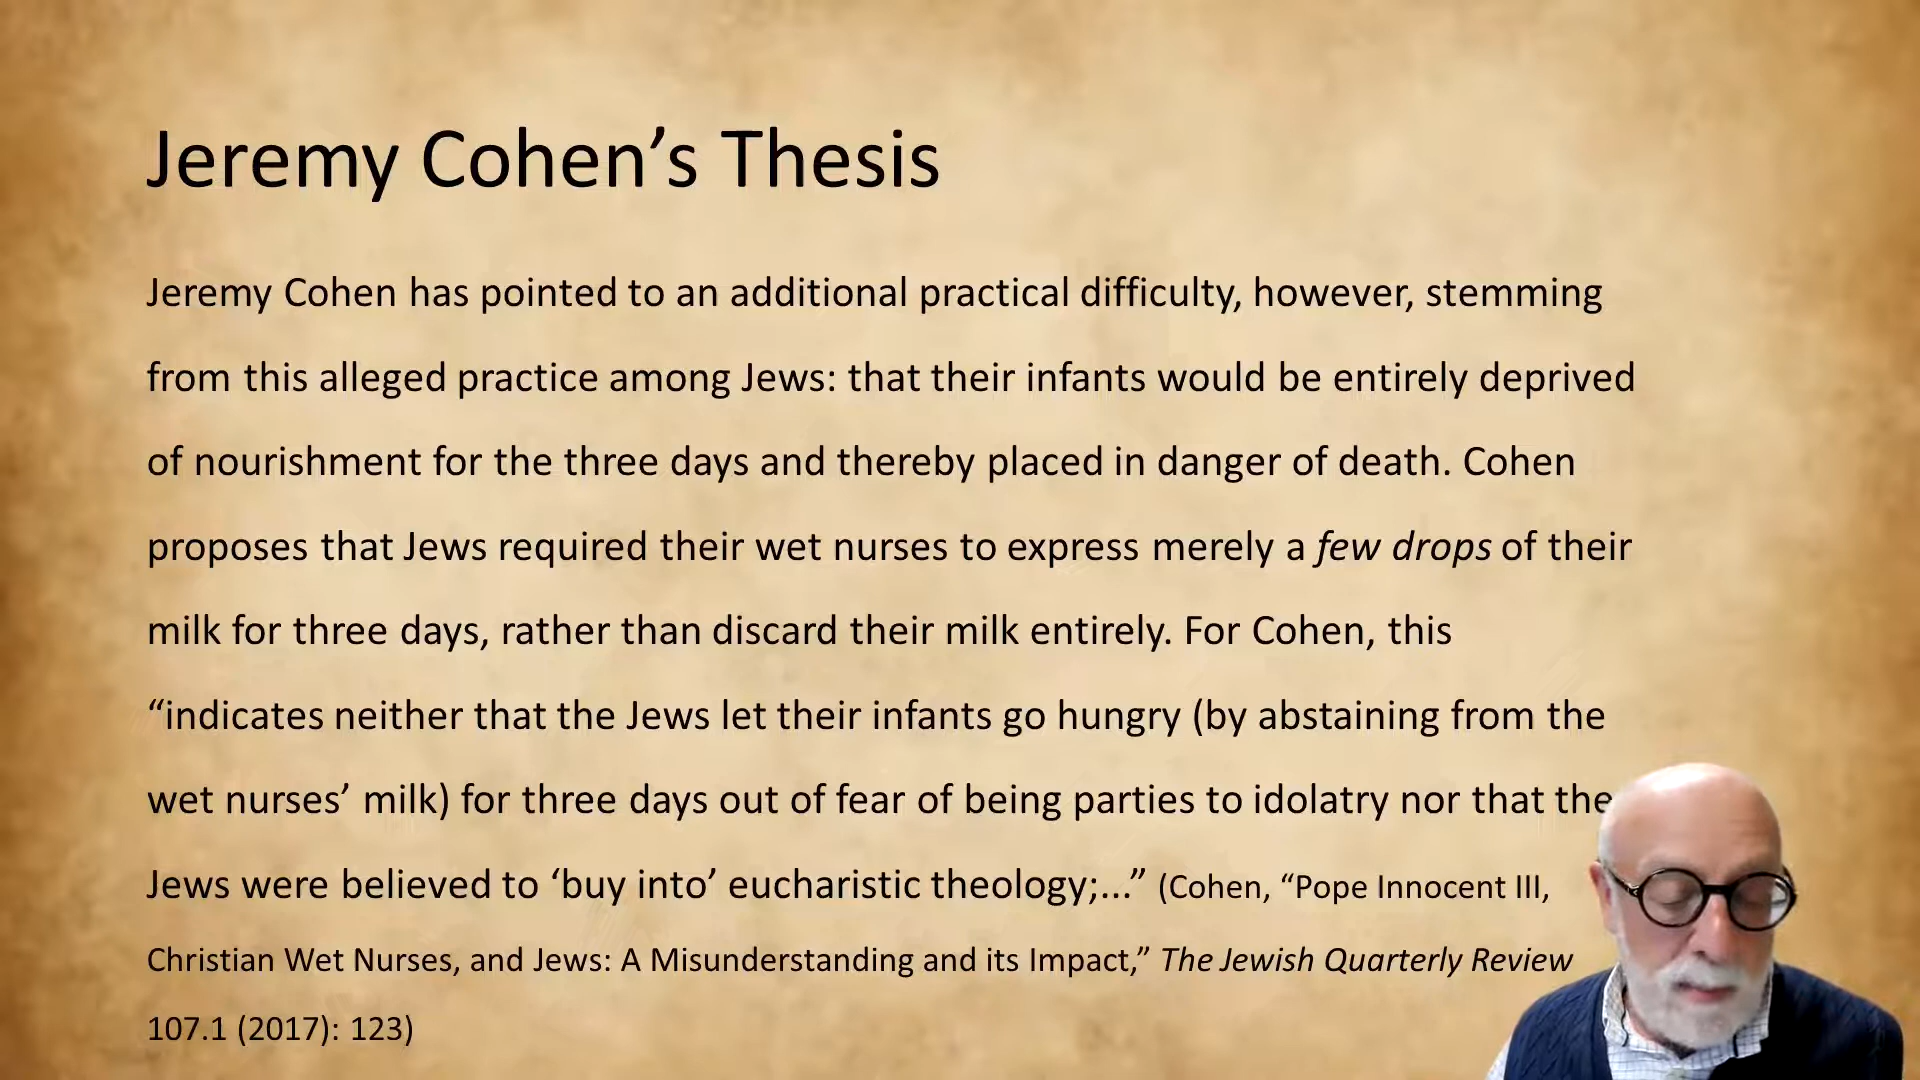 Jeremy Cohen’s Thesis
Jeremy Cohen has pointed to an additional practical difficulty, however, stemming
from this alleged practice among Jews: that their infants would be entirely deprived
of nourishment for the three days and thereby placed in danger of death. Cohen
proposes that Jews required their wet nurses to express merely a few drops of their
milk for three days, rather than discard their milk entirely. For Cohen, this
“indicates neither that the Jews let their infants go hungry (by abstaining from the
wet nurses’ milk) for three days out of fear of being parties to idolatry nor that the
Jews were believed to ‘buy into’ eucharistic theology;...” (Cohen, “Pope Innocent III,
Christian Wet Nurses, and Jews: A Misunderstanding and its Impact,” The Jewish Quarterly Review
107.1 (2017): 123)